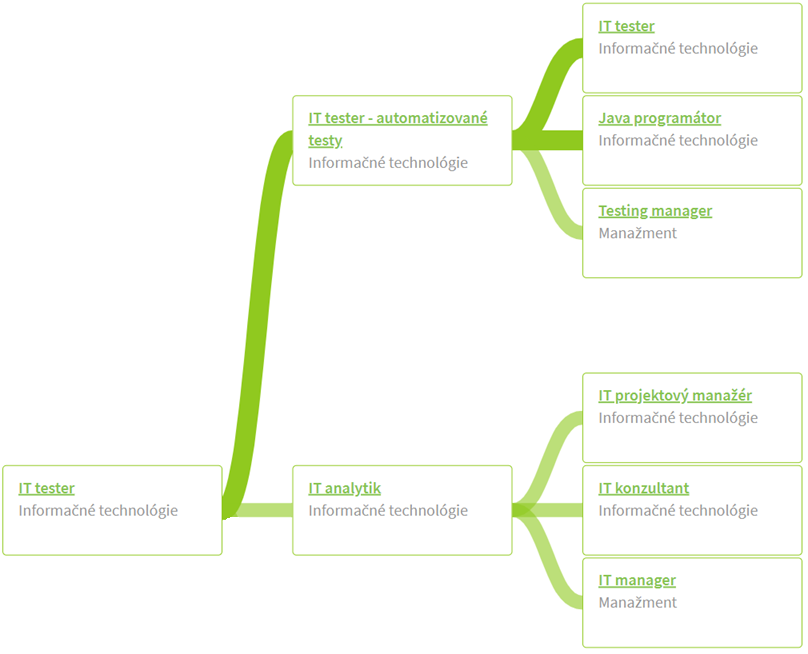 IT tester
Informačné technológie
IT tester - automatizované
testy
Informačné technológie
IT analytik
Informačné technológie
IT tester
Informačné technológie
Java programátor
Informačné technológie
Testing manager
Manažment
IT projektový manažér
Informačné technológie
IT konzultant
Informačné technológie
IT manager
Manažment